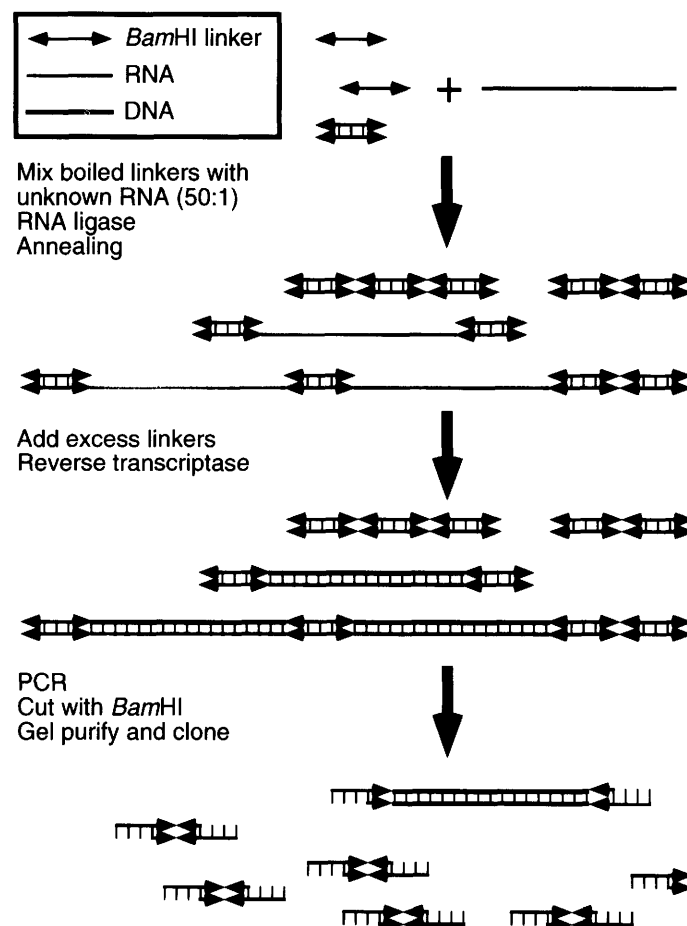 BamHI linker
RNA
DNA
+
Mix boiled linkers with
unknown RNA (50:1)
RNA ligase
Annealing
Add excess linkers
Reverse transcriptase
PCR
Cut with BamHI
Gel purify and clone